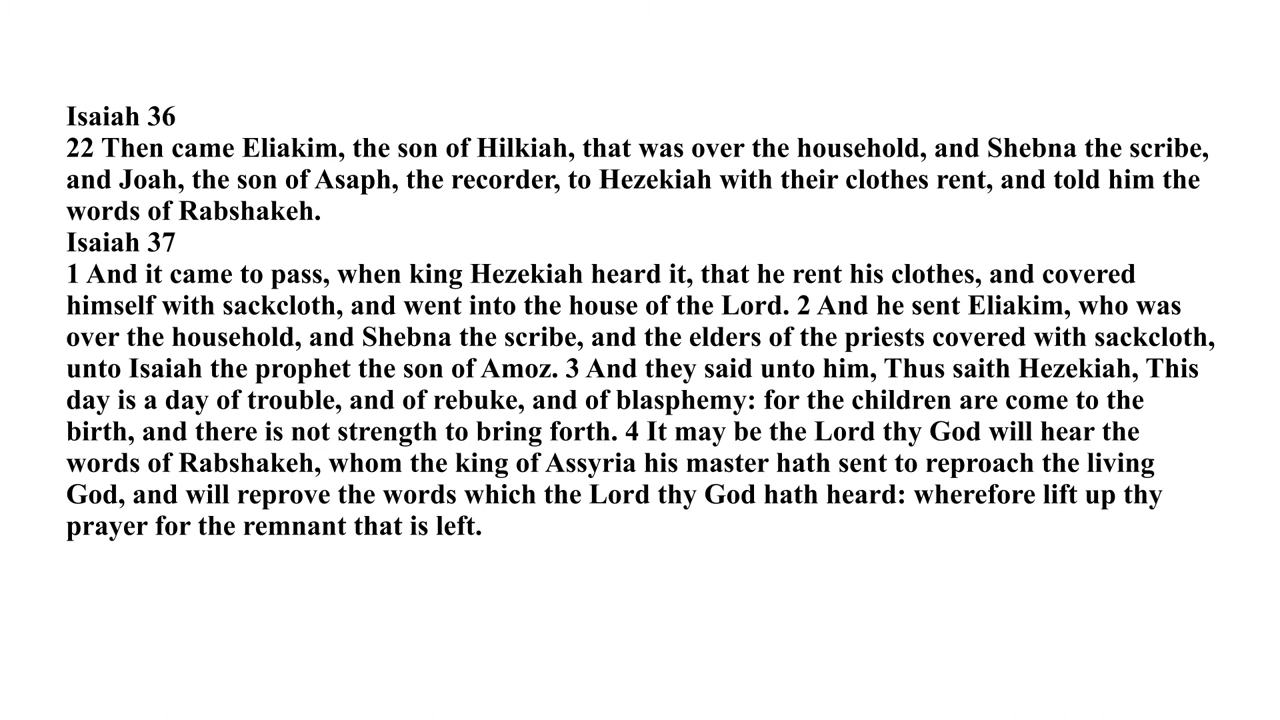 Isaiah 36
22 Then came Eliakim, the son of Hilkiah, that was over the household, and Shebna the scribe,
and Joah, the son of Asaph, the recorder, to Hezekiah with their clothes rent, and told him the
words of Rabshakeh.
Isaiah 37
1 And it came to pass, when king Hezekiah heard it, that he rent his clothes, and covered
himself with sackcloth, and went into the house of the Lord. 2 And he sent Eliakim, who was
over the household, and Shebna the scribe, and the elders of the priests covered with sackcloth,
unto Isaiah the prophet the son of Amoz. 3 And they said unto him, Thus saith Hezekiah, This
day is a day of trouble, and of rebuke, and of blasphemy: for the children are come to the
birth, and there is not strength to bring forth. 4 It may be the Lord thy God will hear the
words of Rabshakeh, whom the king of Assyria his master hath sent to reproach the living
God, and will reprove the words which the Lord thy God hath heard: wherefore lift up thy
prayer for the remnant that is left.